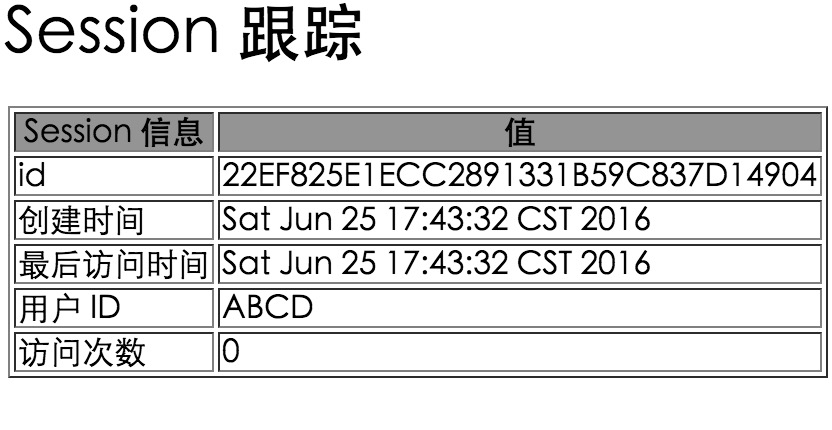 Session 跟踪
Session 信息 值
id 22EF825E1ECC2891331B59C837D14904
创建时间 Sat Jun 25 17:43:32 CST 2016
最后访问时间 Sat Jun 25 17:43:32 CST 2016
用户 ID ABCD
访问次数 0